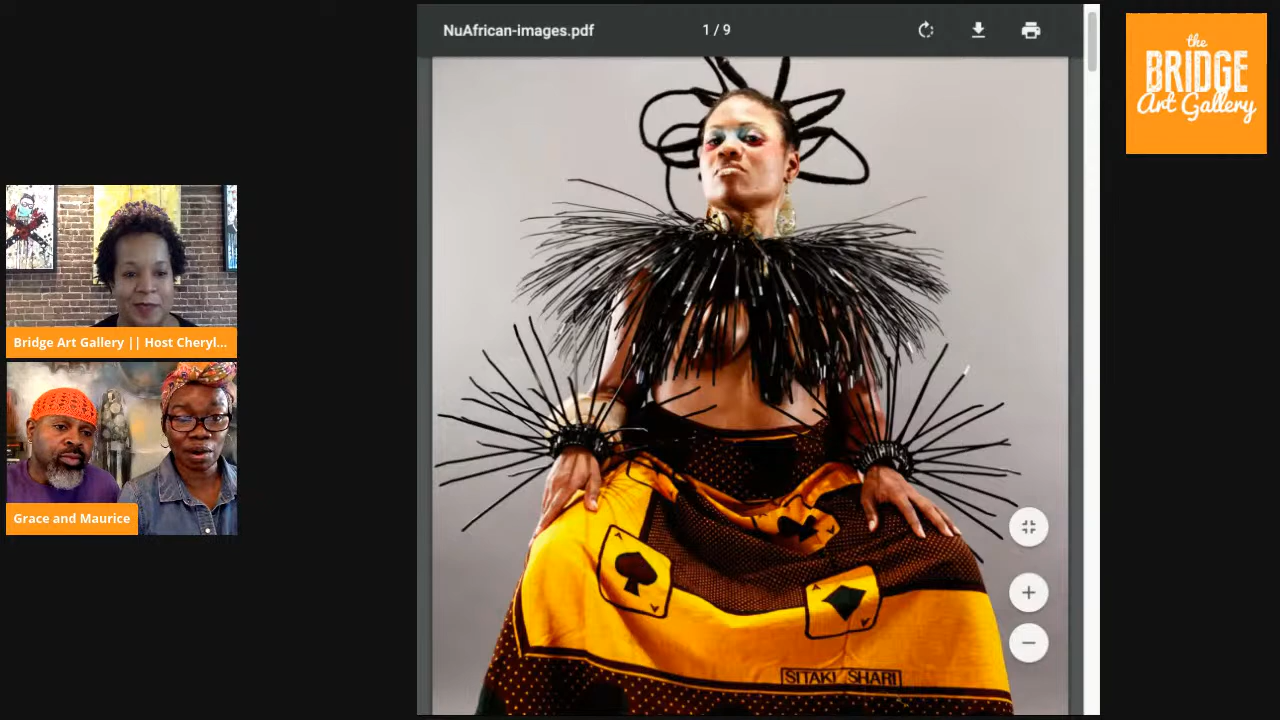 NuAfrican-images.pdf
1 / 9
the
BRIDGE
Art Gallery
Bridge Art Gallery || Host Cheryl...
Grace and Maurice
A
A
A
A
SITAKI SHARI